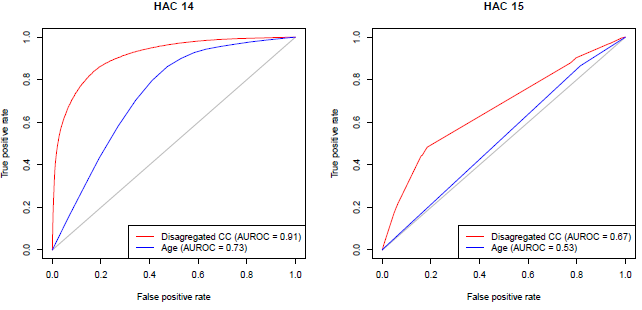 HAC 14
True positive rate
1.0
0.8
0.6
0.4
0.2
0.0
Disagregated CC (AUROC = 0.91)
Age (AUROC = 0.73)
0.0 0.2 0.4 0.6 0.8 1.0
False positive rate
HAC 15
True positive rate
1.0
0.8
0.6
0.4
0.2
0.0
Disagregated CC (AUROC = 0.67)
Age (AUROC = 0.53)
0.0 0.2 0.4 0.6 0.8 1.0
False positive rate